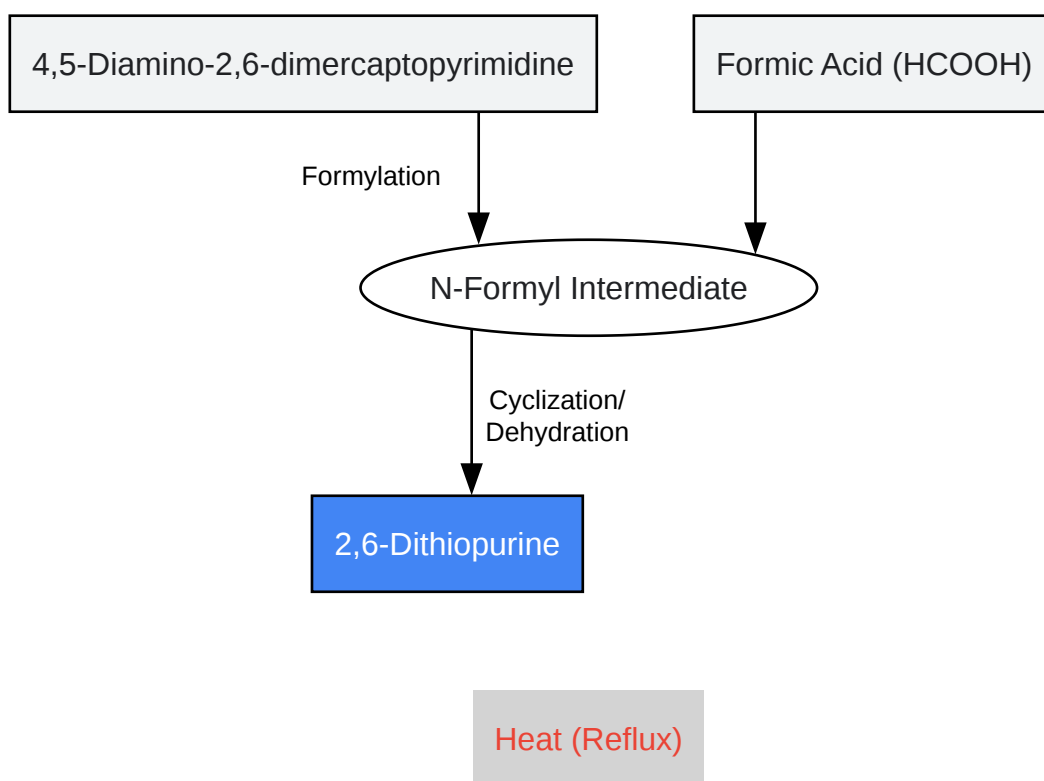 4,5-Diamino-2,6-dimercaptopyrimidine
Formic Acid (HCOOH)
Formylation
N-Formyl Intermediate
Cyclization/
Dehydration
2,6-Dithiopurine
Heat (Reflux)